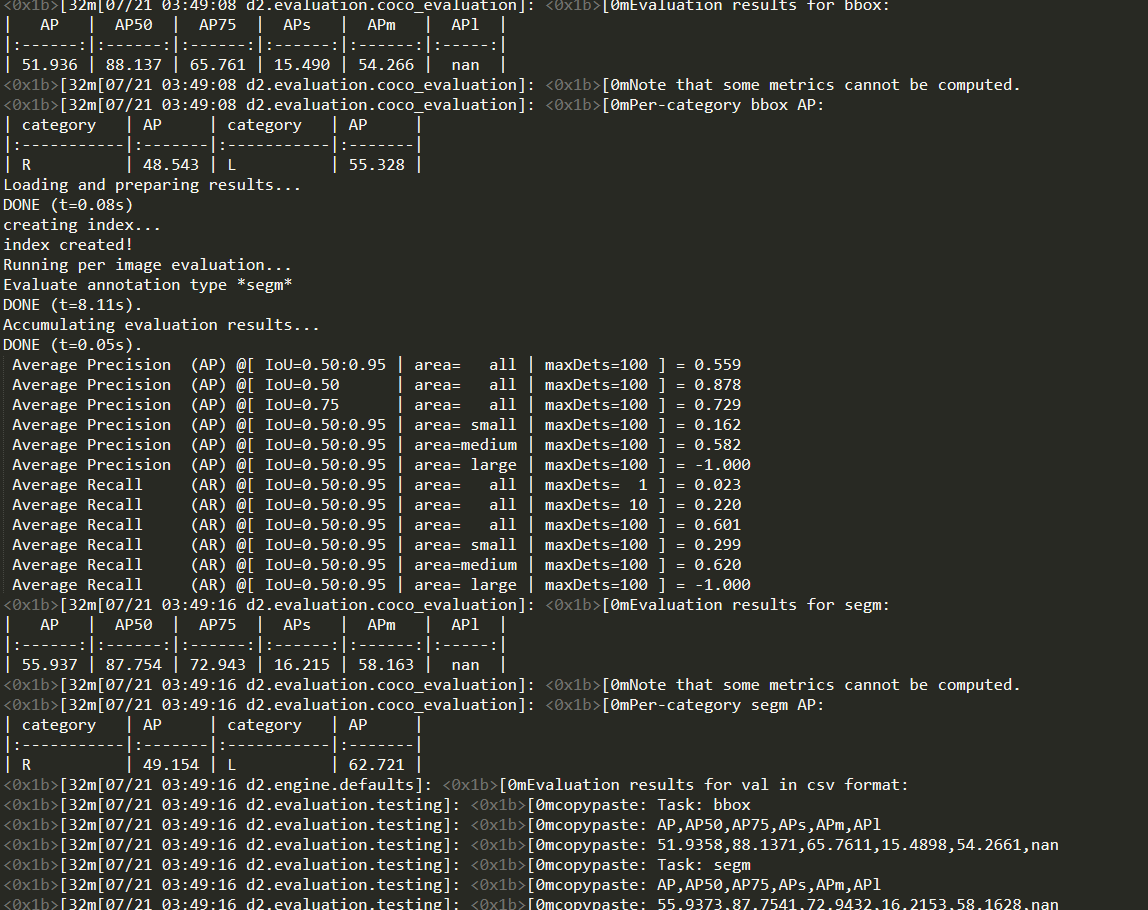 <0x1b>[32m[07/21 03:49:08 d2.evaluation.coco_evaluation]: <0x1b>[0mEvaluation results for bbox:
|   AP   |  AP50  |  AP75  |  APs   |  APm   |  APl  |
|:------:|:------:|:------:|:------:|:------:|:-----:|
| 51.936 | 88.137 | 65.761 | 15.490 | 54.266 |  nan  |
<0x1b>[32m[07/21 03:49:08 d2.evaluation.coco_evaluation]: <0x1b>[0mNote that some metrics cannot be computed.
<0x1b>[32m[07/21 03:49:08 d2.evaluation.coco_evaluation]: <0x1b>[0mPer-category bbox AP:
| category   | AP     | category   | AP     |
|:-----------|:-------|:-----------|:-------|
| R          | 48.543 | L          | 55.328 |
Loading and preparing results...
DONE (t=0.08s)
creating index...
index created!
Running per image evaluation...
Evaluate annotation type *segm*
DONE (t=8.11s).
Accumulating evaluation results...
DONE (t=0.05s).
 Average Precision  (AP) @[ IoU=0.50:0.95 | area=   all | maxDets=100 ] = 0.559
 Average Precision  (AP) @[ IoU=0.50      | area=   all | maxDets=100 ] = 0.878
 Average Precision  (AP) @[ IoU=0.75      | area=   all | maxDets=100 ] = 0.729
 Average Precision  (AP) @[ IoU=0.50:0.95 | area= small | maxDets=100 ] = 0.162
 Average Precision  (AP) @[ IoU=0.50:0.95 | area=medium | maxDets=100 ] = 0.582
 Average Precision  (AP) @[ IoU=0.50:0.95 | area= large | maxDets=100 ] = -1.000
 Average Recall     (AR) @[ IoU=0.50:0.95 | area=   all | maxDets=  1 ] = 0.023
 Average Recall     (AR) @[ IoU=0.50:0.95 | area=   all | maxDets= 10 ] = 0.220
 Average Recall     (AR) @[ IoU=0.50:0.95 | area=   all | maxDets=100 ] = 0.601
 Average Recall     (AR) @[ IoU=0.50:0.95 | area= small | maxDets=100 ] = 0.299
 Average Recall     (AR) @[ IoU=0.50:0.95 | area=medium | maxDets=100 ] = 0.620
 Average Recall     (AR) @[ IoU=0.50:0.95 | area= large | maxDets=100 ] = -1.000
<0x1b>[32m[07/21 03:49:16 d2.evaluation.coco_evaluation]: <0x1b>[0mEvaluation results for segm:
|   AP   |  AP50  |  AP75  |  APs   |  APm   |  APl  |
|:------:|:------:|:------:|:------:|:------:|:-----:|
| 55.937 | 87.754 | 72.943 | 16.215 | 58.163 |  nan  |
<0x1b>[32m[07/21 03:49:16 d2.evaluation.coco_evaluation]: <0x1b>[0mNote that some metrics cannot be computed.
<0x1b>[32m[07/21 03:49:16 d2.evaluation.coco_evaluation]: <0x1b>[0mPer-category segm AP:
| category   | AP     | category   | AP     |
|:-----------|:-------|:-----------|:-------|
| R          | 49.154 | L          | 62.721 |
<0x1b>[32m[07/21 03:49:16 d2.engine.defaults]: <0x1b>[0mEvaluation results for val in csv format:
<0x1b>[32m[07/21 03:49:16 d2.evaluation.testing]: <0x1b>[0mcopypaste: Task: bbox
<0x1b>[32m[07/21 03:49:16 d2.evaluation.testing]: <0x1b>[0mcopypaste: AP,AP50,AP75,APs,APm,APl
<0x1b>[32m[07/21 03:49:16 d2.evaluation.testing]: <0x1b>[0mcopypaste: 51.9358,88.1371,65.7611,15.4898,54.2661,nan
<0x1b>[32m[07/21 03:49:16 d2.evaluation.testing]: <0x1b>[0mcopypaste: Task: segm
<0x1b>[32m[07/21 03:49:16 d2.evaluation.testing]: <0x1b>[0mcopypaste: AP,AP50,AP75,APs,APm,APl
<0x1b>[32m[07/21 03:49:16 d2.evaluation.testing]: <0x1b>[0mcopypaste: 55.9373,87.7541,72.9432,16.2153,58.1628,nan